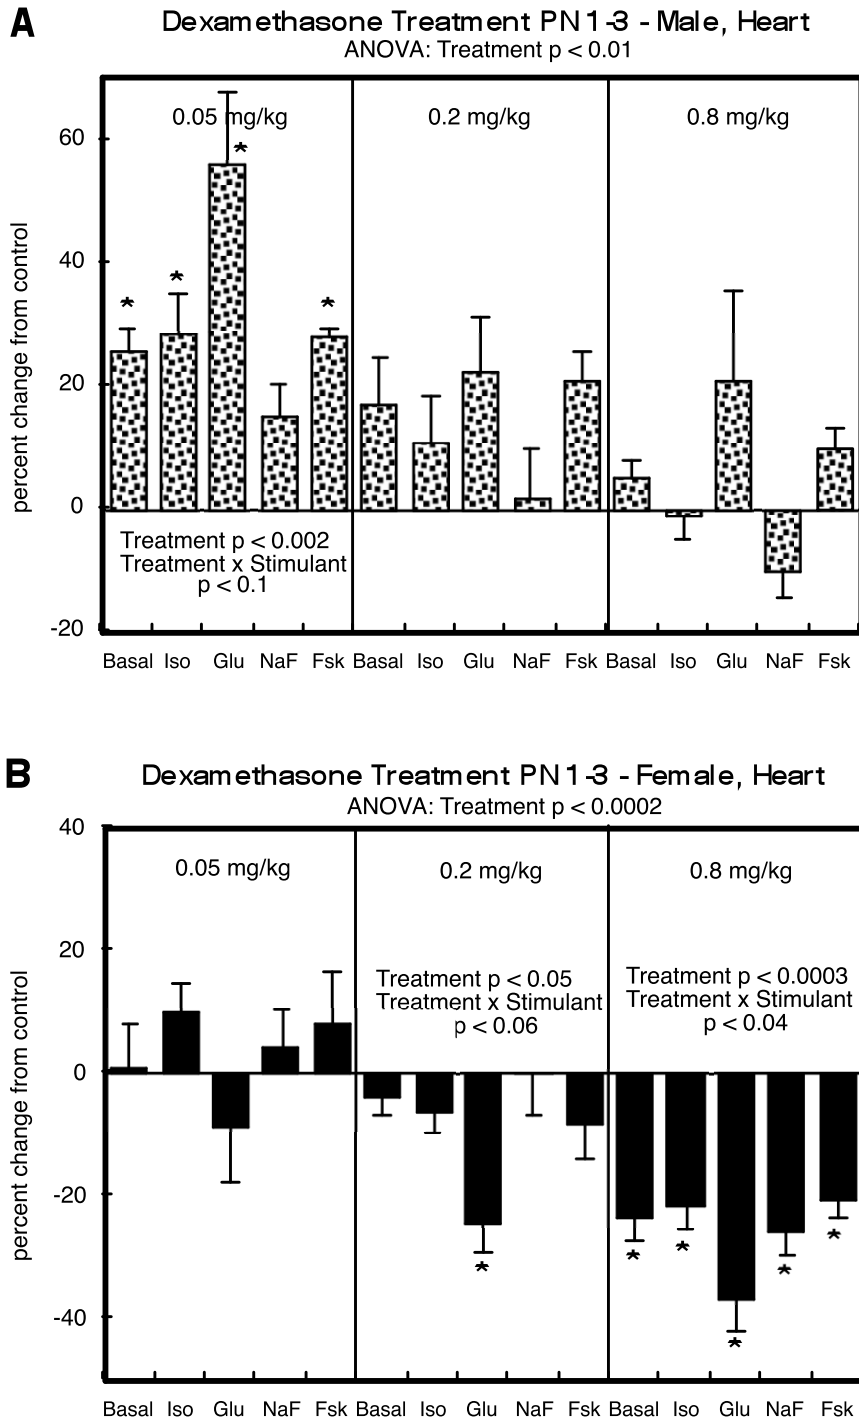 A
Dexamethasone Treatment PN1-3 - Male, Heart
ANOVA: Treatment p < 0.01
0.05 mg/kg
0.2 mg/kg
0.8 mg/kg
percent change from control
60
40
20
0
-20
*
*
*
*
Treatment p < 0.002
Treatment x Stimulant
p < 0.1
Basal Iso Glu NaF Fsk Basal Iso Glu NaF Fsk Basal Iso Glu NaF Fsk
B
Dexamethasone Treatment PN1-3 - Female, Heart
ANOVA: Treatment p < 0.0002
0.05 mg/kg
0.2 mg/kg
0.8 mg/kg
percent change from control
40
20
0
-20
-40
Treatment p < 0.05
Treatment x Stimulant
p < 0.06
Treatment p < 0.0003
Treatment x Stimulant
p < 0.04
*
*
*
*
*
*
Basal Iso Glu NaF Fsk Basal Iso Glu NaF Fsk Basal Iso Glu NaF Fsk